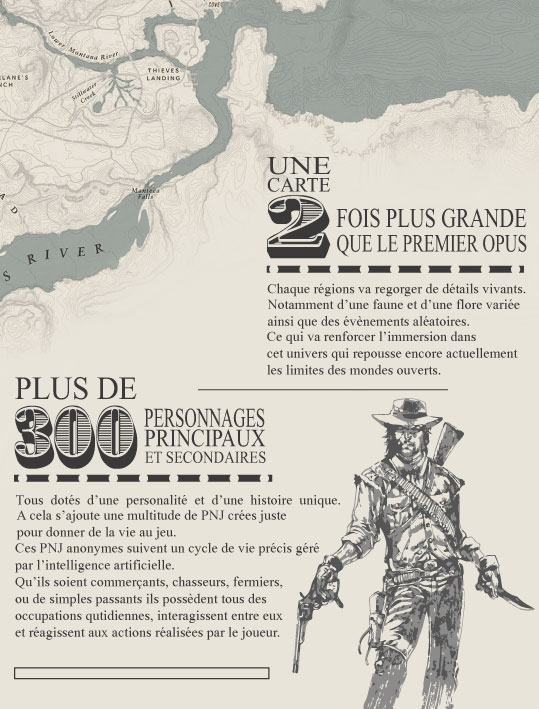 COVE
Lower Montana River
THIEVES
LANDING
LANE'S
NCH
Stillwater
Creek
Manteca
Falls
A D
S RIVER
UNE
CARTE
2 FOIS PLUS GRANDE
QUE LE PREMIER OPUS
Chaque régions va regorger de détails vivants.
Notamment d’une faune et d’une flore variée
ainsi que des évènements aléatoires.
Ce qui va renforcer l’immersion dans
cet univers qui repousse encore actuellement
les limites des mondes ouverts.
PLUS DE
300 PERSONNAGES
PRINCIPAUX
ET SECONDAIRES
Tous dotés d’une personalité et d’une histoire unique.
A cela s’ajoute une multitude de PNJ crées juste
pour donner de la vie au jeu.
Ces PNJ anonymes suivent un cycle de vie précis géré
par l’intelligence artificielle.
Qu’ils soient commerçants, chasseurs, fermiers,
ou de simples passants ils possèdent tous des
occupations qutidiennes, interagissent entre eux
et réagissent aux actions réalisées par le joueur.